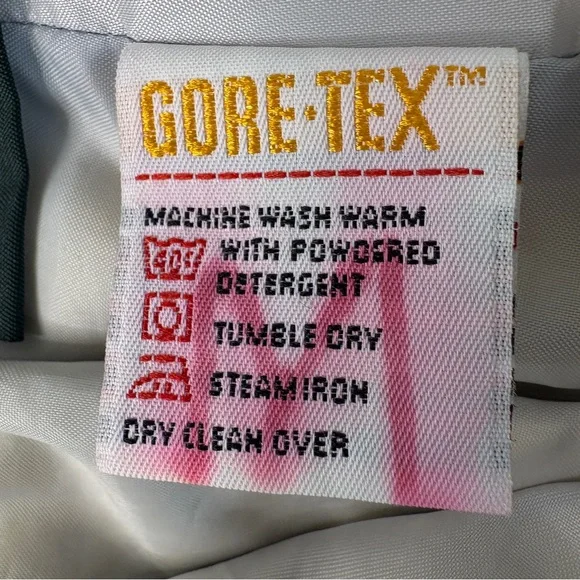 GORE-TEX™
MACHINE WASH WARM
WITH POWDERED
DETERGENT
TUMBLE DRY
STEAM IRON
DRY CLEAN OVER
M